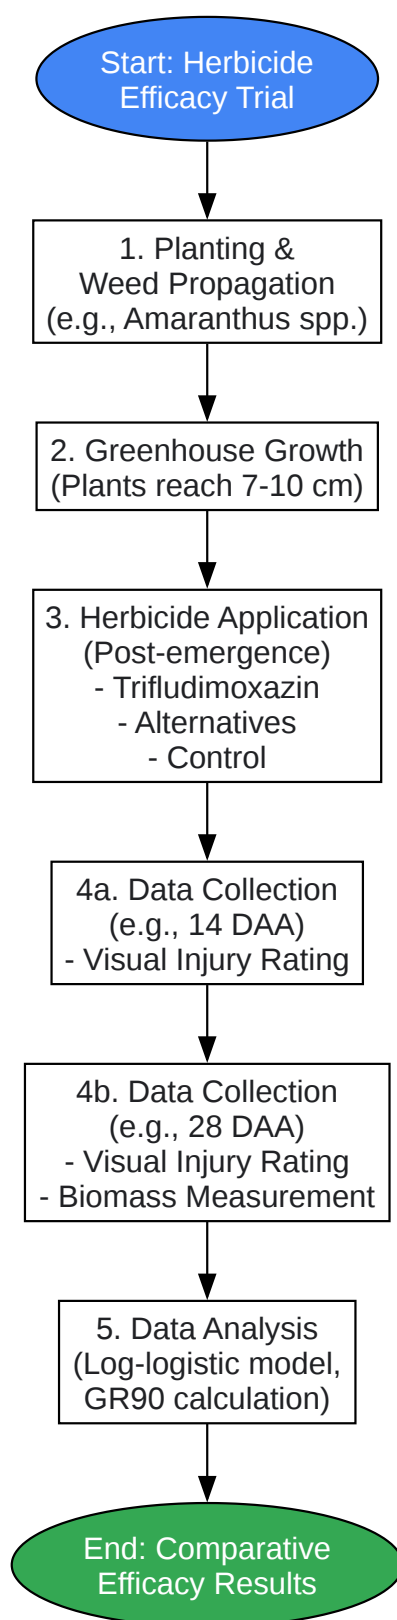 Start: Herbicide
Efficacy Trial
1. Planting &
Weed Propagation
(e.g., Amaranthus spp.)
2. Greenhouse Growth
(Plants reach 7-10 cm)
3. Herbicide Application
(Post-emergence)
- Trifludimoxazin
- Alternatives
- Control
4a. Data Collection
(e.g., 14 DAA)
- Visual Injury Rating
4b. Data Collection
(e.g., 28 DAA)
- Visual Injury Rating
- Biomass Measurement
5. Data Analysis
(Log-logistic model,
GR90 calculation)
End: Comparative
Efficacy Results